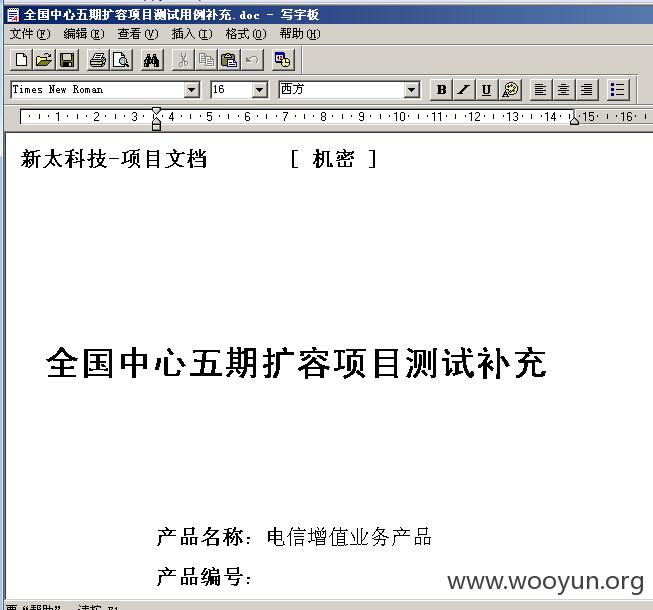 全国中心五期扩容项目测试用例补充.doc - 写字板
文件(F) 编辑(E) 查看(V) 插入(I) 格式(O) 帮助(H)
Times New Roman 16 西方 B I U
1 2 3 4 5 6 7 8 9 10 11 12 13 14 15 16
新太科技-项目文档 [ 机密 ]
全国中心五期扩容项目测试补充
产品名称: 电信增值业务产品
产品编号:
www.wooyun.org